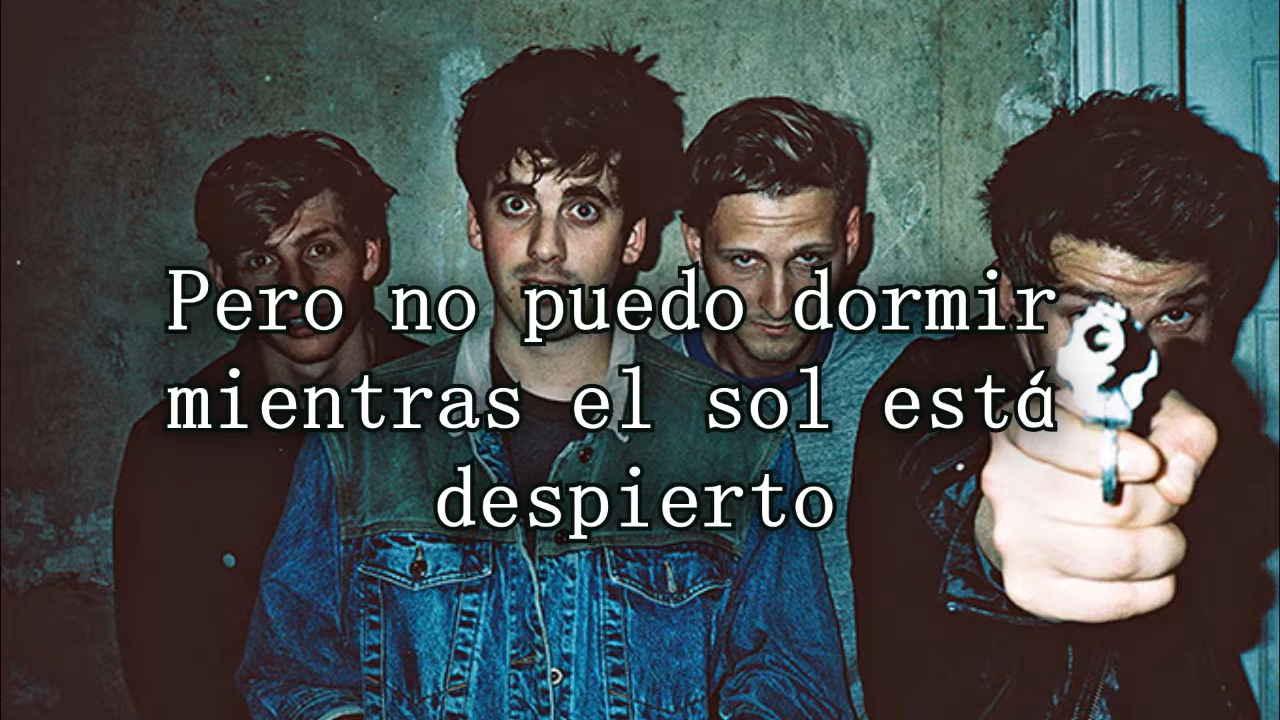 Pero no puedo dormir
mientras el sol está
despierto